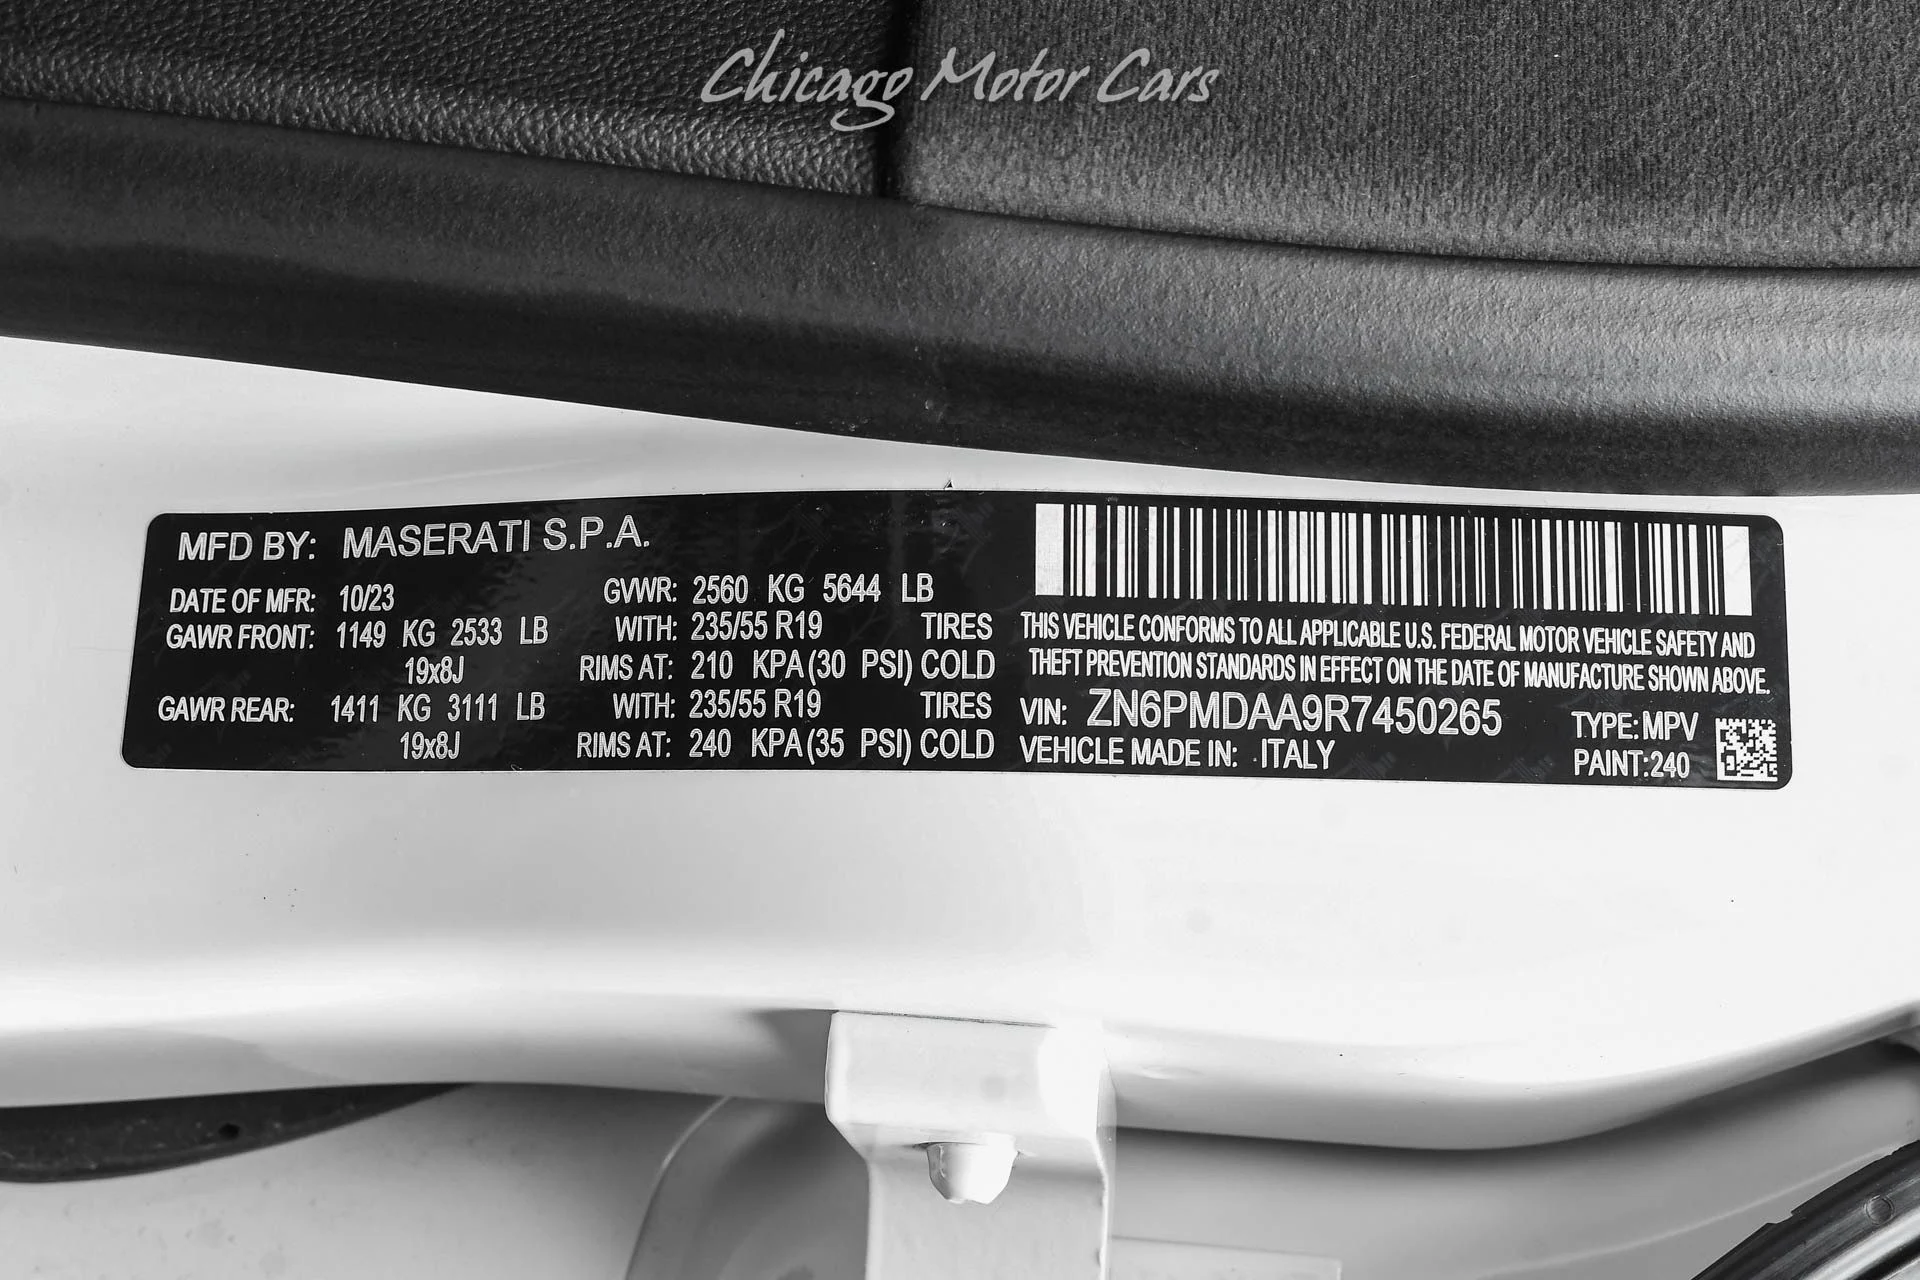 Chicago Motor Cars
MFD BY: MASERATI S.P.A.
DATE OF MFR: 10/23 GVWR: 2560 KG 5644 LB
GAWR FRONT: 1149 KG 2533 LB WITH: 235/55 R19 TIRES
19x8J RIMS AT: 210 KPA (30 PSI) COLD
GAWR REAR: 1411 KG 3111 LB WITH: 235/55 R19 TIRES
19x8J RIMS AT: 240 KPA (35 PSI) COLD
THIS VEHICLE CONFORMS TO ALL APPLICABLE U.S. FEDERAL MOTOR VEHICLE SAFETY AND
THEFT PREVENTION STANDARDS IN EFFECT ON THE DATE OF MANUFACTURE SHOWN ABOVE.
VIN: ZN6PMDAA9R7450265 TYPE: MPV
VEHICLE MADE IN: ITALY PAINT: 240